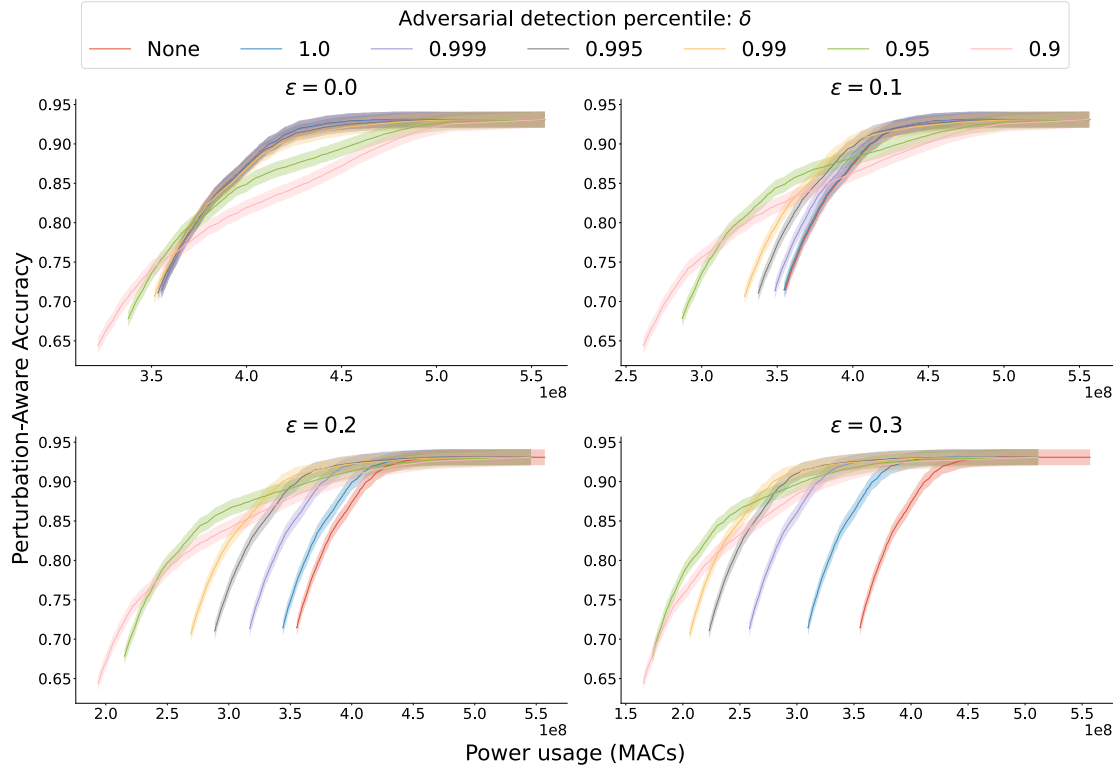 Adversarial detection percentile: δ
None 1.0 0.999 0.995 0.99 0.95 0.9
ε = 0.0
0.95
0.90
0.85
0.80
0.75
0.70
0.65
3.5 4.0 4.5 5.0 5.5
1e8
ε = 0.1
0.95
0.90
0.85
0.80
0.75
0.70
0.65
2.5 3.0 3.5 4.0 4.5 5.0 5.5
1e8
Perturbation-Aware Accuracy
ε = 0.2
0.95
0.90
0.85
0.80
0.75
0.70
0.65
2.0 2.5 3.0 3.5 4.0 4.5 5.0 5.5
1e8
ε = 0.3
0.95
0.90
0.85
0.80
0.75
0.70
0.65
1.5 2.0 2.5 3.0 3.5 4.0 4.5 5.0 5.5
1e8
Power usage (MACs)